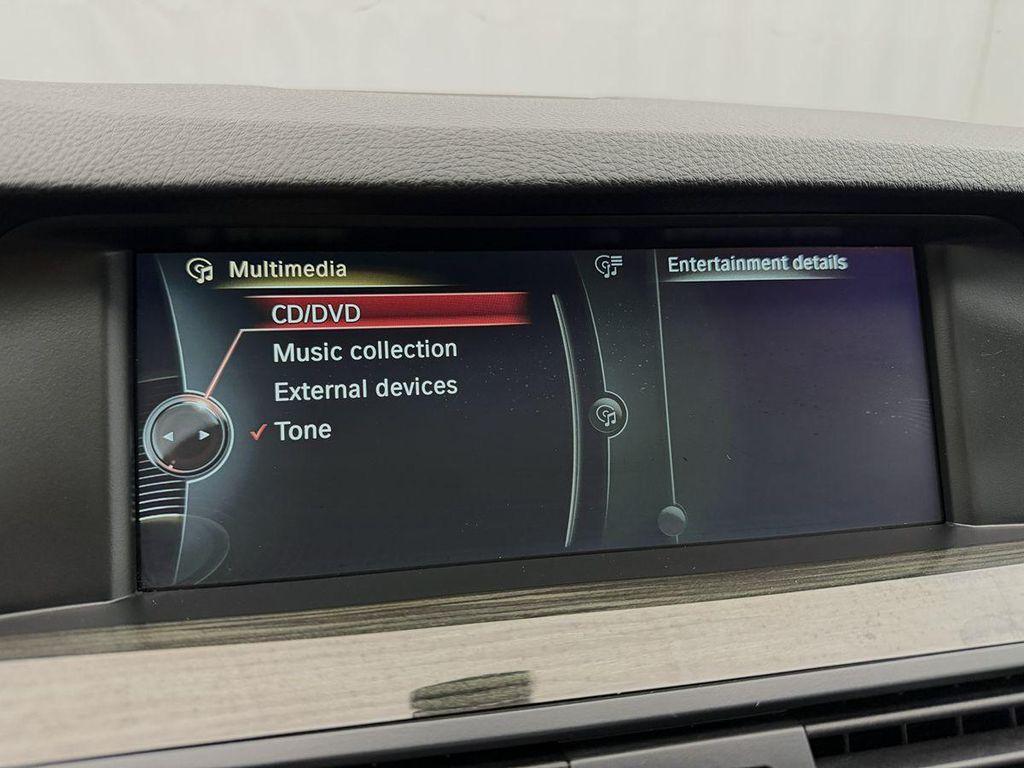 Multimedia
CD/DVD
Music collection
External devices
Tone
Entertainment details